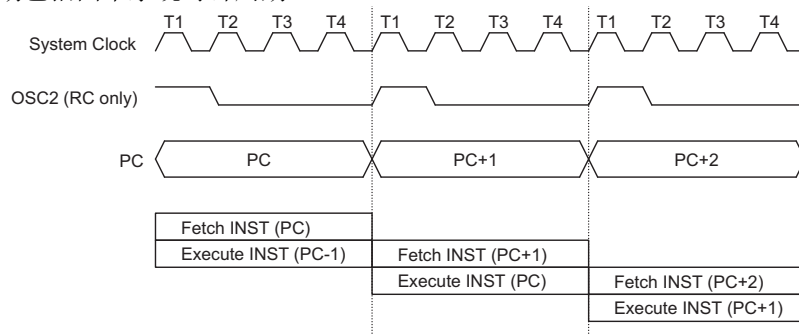 T1 T2 T3 T4 T1 T2 T3 T4 T1 T2 T3 T4
System Clock
OSC2 (RC only)
PC PC PC+1 PC+2
Fetch INST (PC)
Execute INST (PC-1) Fetch INST (PC+1)
Execute INST (PC) Fetch INST (PC+2)
Execute INST (PC+1)